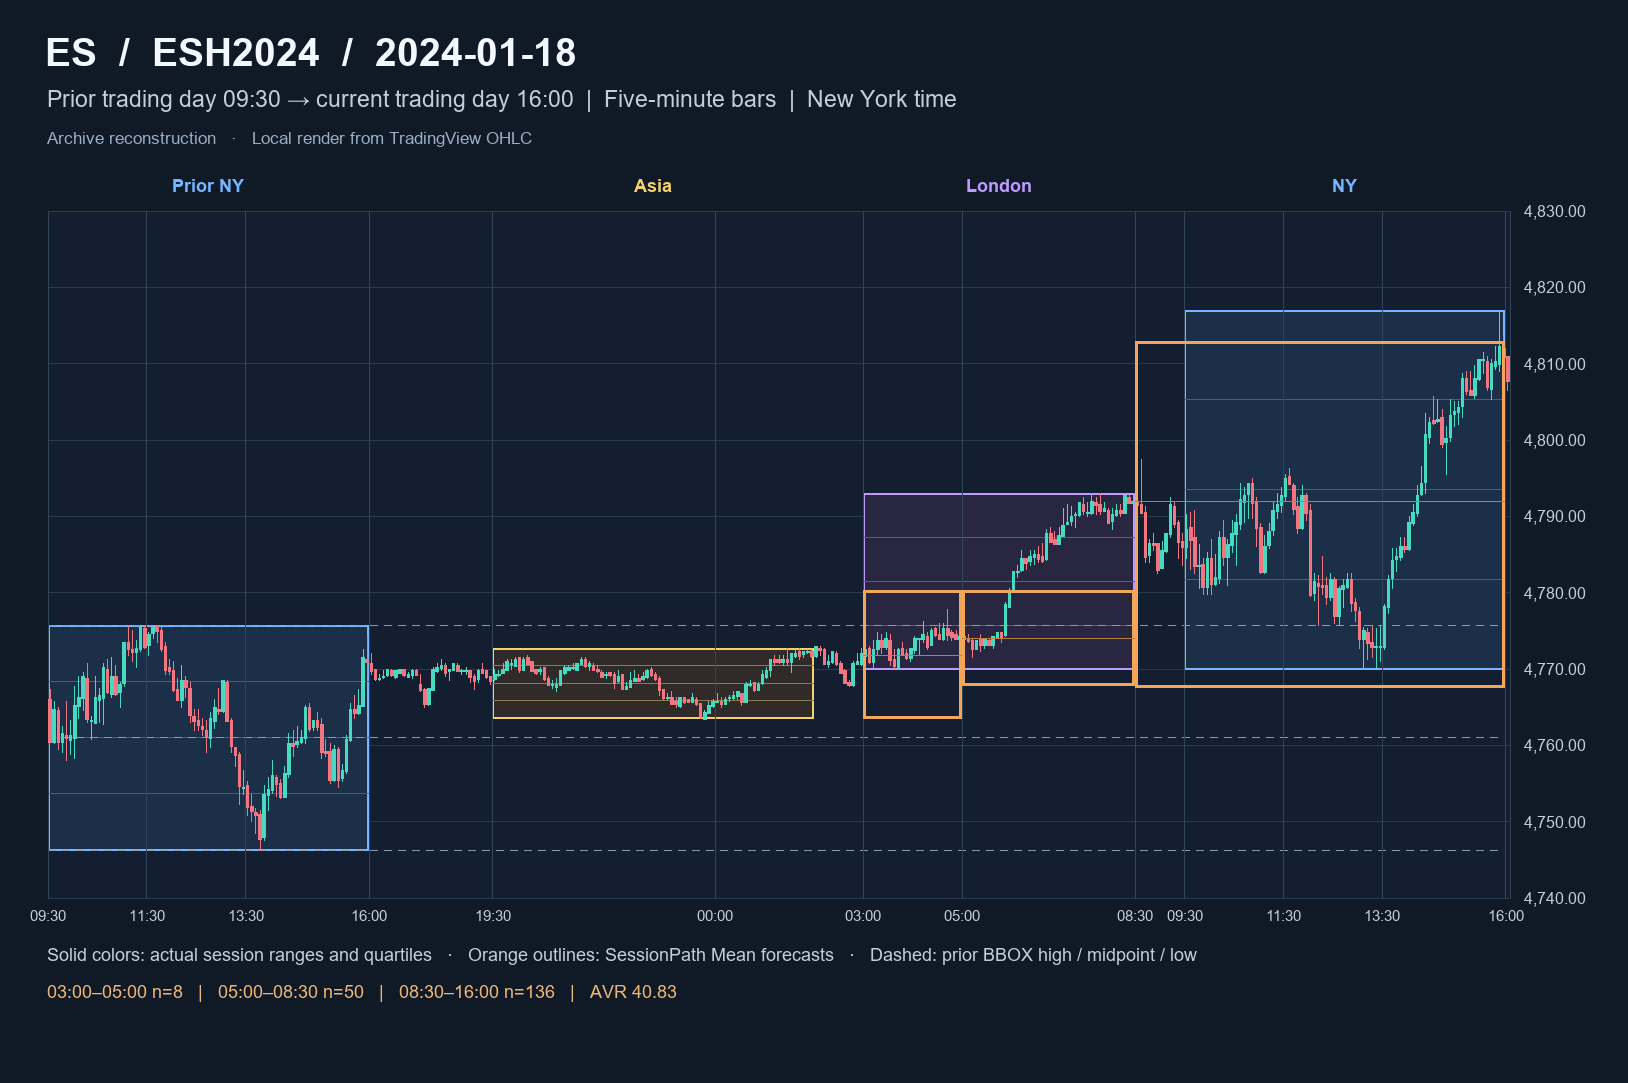 ES / ESH2024 / 2024-01-18
Prior trading day 09:30 → current trading day 16:00 | Five-minute bars | New York time
Archive reconstruction · Local render from TradingView OHLC
Prior NY Asia London NY
4,830.00
4,820.00
4,810.00
4,800.00
4,790.00
4,780.00
4,770.00
4,760.00
4,750.00
4,740.00
09:30 11:30 13:30 16:00 19:30 00:00 03:00 05:00 08:30 09:30 11:30 13:30 16:00
Solid colors: actual session ranges and quartiles · Orange outlines: SessionPath Mean forecasts · Dashed: prior BBOX high / midpoint / low
03:00–05:00 n=8 | 05:00–08:30 n=50 | 08:30–16:00 n=136 | AVR 40.83